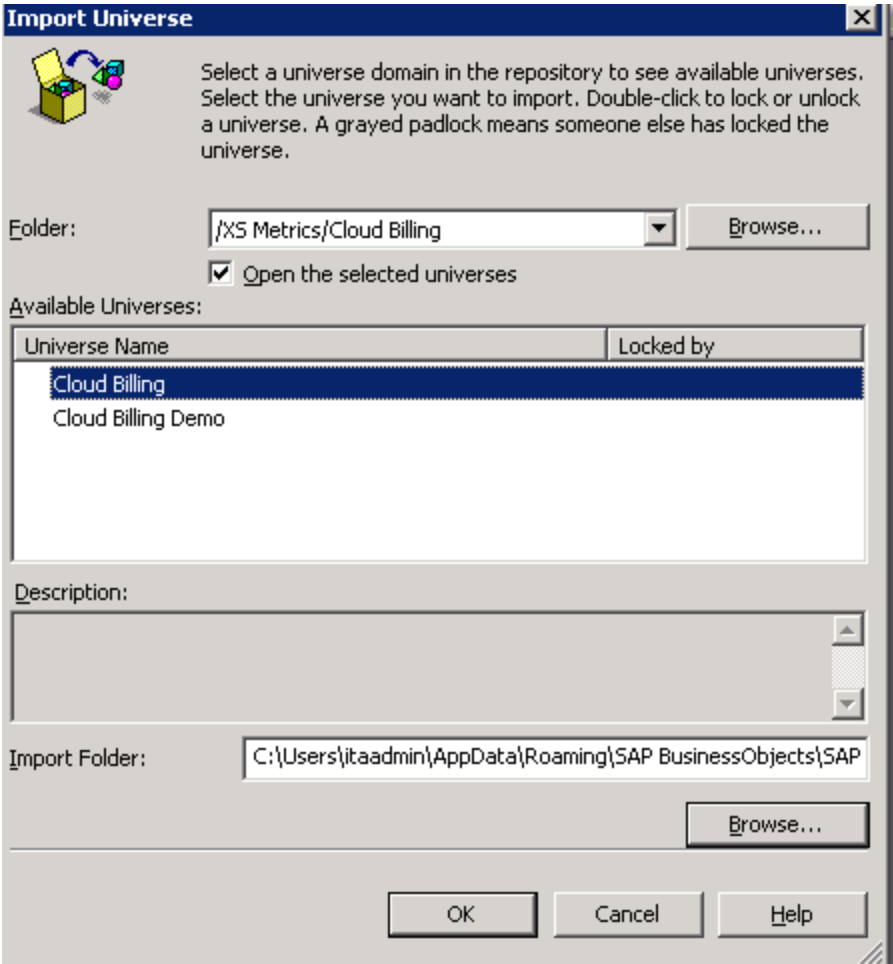 Import Universe
Select a universe domain in the repository to see available universes.
Select the universe you want to import. Double-click to lock or unlock
a universe. A grayed padlock means someone else has locked the
universe.
Folder: /XS Metrics/Cloud Billing Browse...
Open the selected universes
Available Universes:
Universe Name Locked by
Cloud Billing
Cloud Billing Demo
Description:
Import Folder: C:\Users\itaadmin\AppData\Roaming\SAP BusinessObjects\SAP
Browse...
OK Cancel Help